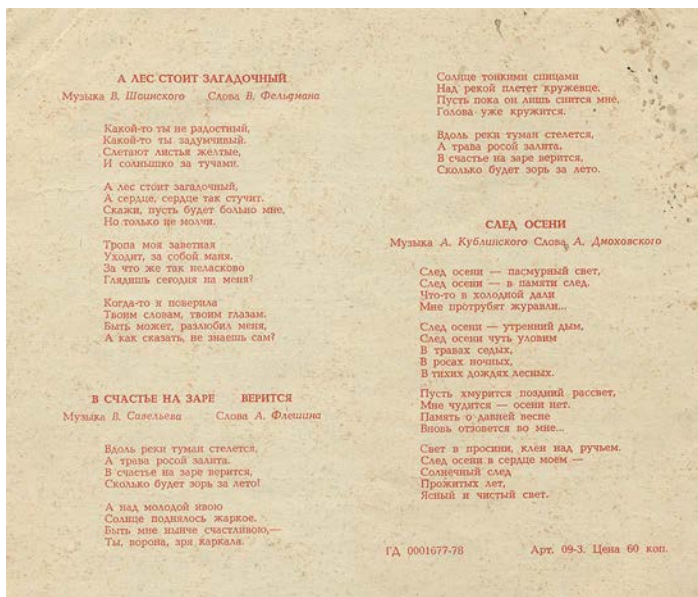 А ЛЕС СТОИТ ЗАГАДОЧНЫЙ
Музыка В. Шаинского Слова В. Фельдмана
Какой-то ты не радостный,
Какой-то ты задумчивый.
Слетают листья желтые,
И солнышко за тучами.
А лес стоит загадочный,
А сердце, сердце так стучит.
Скажи, пусть будет больно мне,
Но только не молчи.
Тропа моя заветная
Уходит, за собой маня.
За что же так неласково
Глядишь сегодня на меня?
Когда-то я поверила
Твоим словам, твоим глазам.
Быть может, разлюбил меня,
А как сказать, не знаешь сам?
В СЧАСТЬЕ НА ЗАРЕ ВЕРИТСЯ
Музыка В. Савельева Слова А. Флешина
Вдоль реки туман стелется,
А трава росой залита.
В счастье на заре верится,
Сколько будет зорь за лето!
А над молодой ивою
Солнце поднялось жаркое.
Быть мне нынче счастливою,—
Ты, ворона, зря каркала.
Солнце тонкими спицами
Над рекой плетет кружевце.
Пусть пока он лишь снится мне,
Голова уже кружится.
Вдоль реки туман стелется,
А трава росой залита.
В счастье на заре верится,
Сколько будет зорь за лето.
СЛЕД ОСЕНИ
Музыка А. Кублинского Слова А. Дмоховского
След осени — пасмурный свет,
След осени — в памяти след.
Что-то в холодной дали
Мне протрубят журавли...
След осени — утренний дым,
След осени чуть уловим
В травах седых,
В росах ночных,
В тихих дождях лесных.
Пусть хмурится поздний рассвет,
Мне чудится — осени нет.
Память о давней весне
Вновь отзовется во мне...
Свет в просини, клен над ручьем.
След осени в сердце моем —
Солнечный след
Прожитых лет,
Ясный и чистый свет.
ГД 0001677-78 Арт. 09-3. Цена 60 коп.